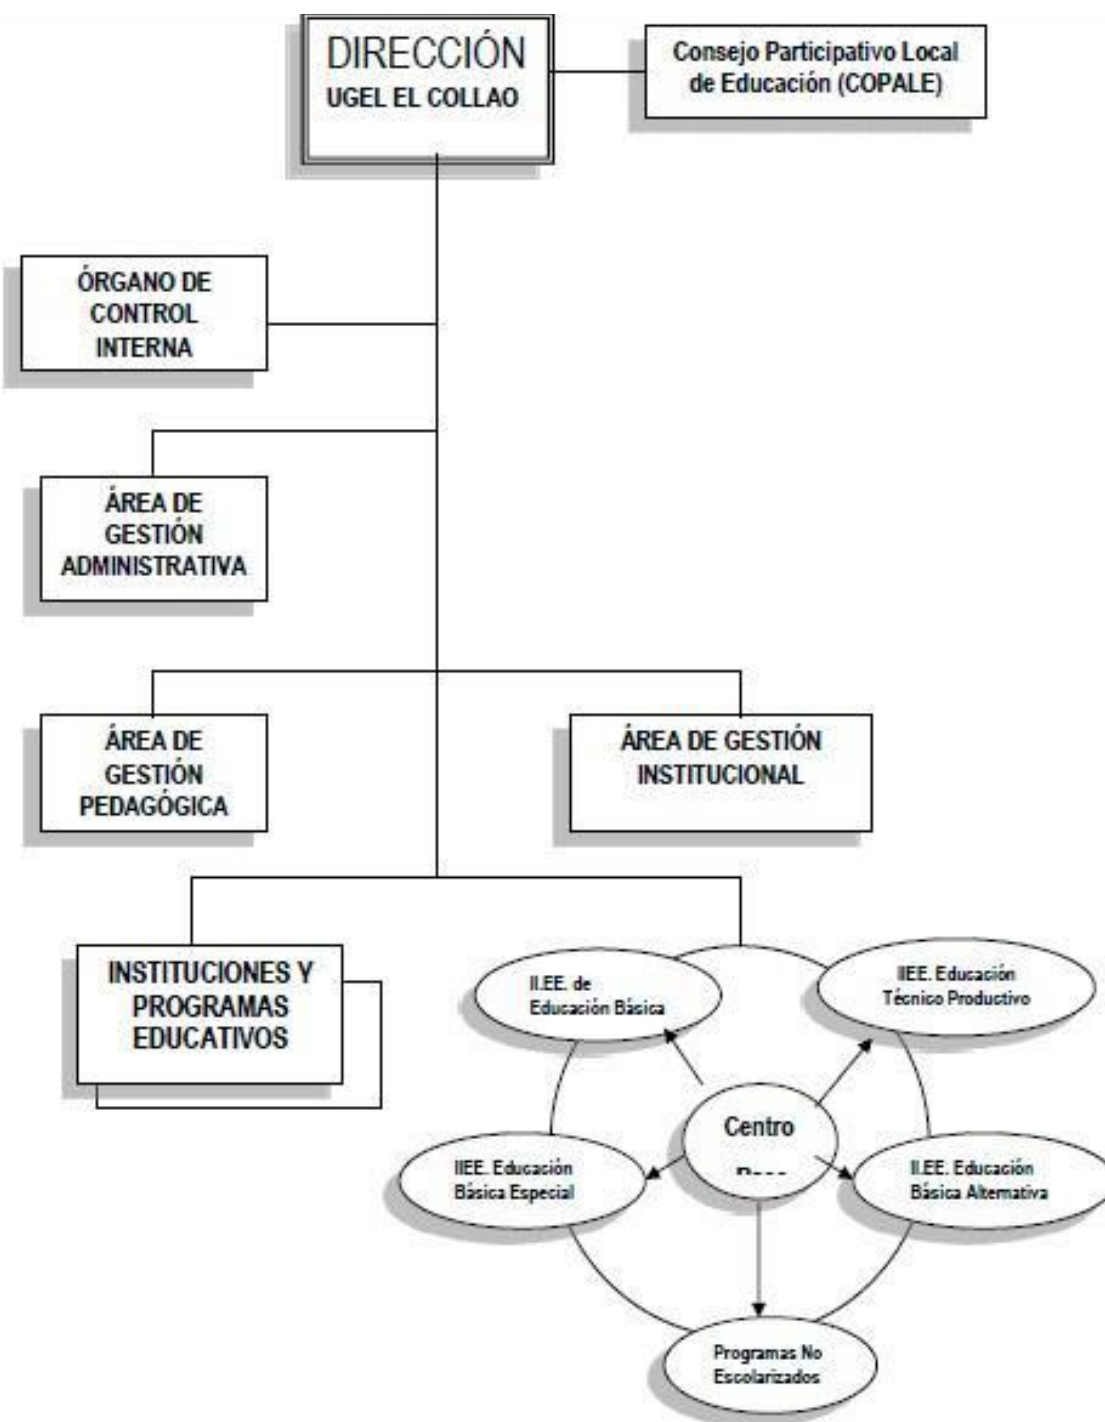 DIRECCIÓN
UGEL EL COLLAO
Consejo Participativo Local
de Educación (COPALE)
ÓRGANO DE
CONTROL
INTERNA
ÁREA DE
GESTIÓN
ADMINISTRATIVA
ÁREA DE
GESTIÓN
PEDAGÓGICA
ÁREA DE GESTIÓN
INSTITUCIONAL
INSTITUCIONES Y
PROGRAMAS
EDUCATIVOS
II.EE. de
Educación Básica
IIEE. Educación
Técnico Productivo
Centro
IIEE. Educación
Básica Especial
II.EE. Educación
Básica Alternativa
Programas No
Escolarizados